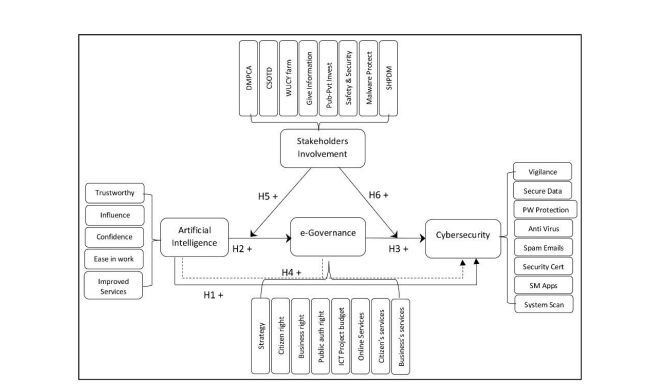 DMPCA
CSOTD
WUCY farm
Give Information
Pub-Pvt Invest
Safety & Security
Malware Protect
SHPDM
Stakeholders
Involvement
H5 +
H6 +
Trustworthy
Influence
Confidence
Ease in work
Improved
Services
Artificial
Intelligence
H2 +
e-Governance
H3 +
Cybersecurity
H4 +
H1 +
Vigilance
Secure Data
PW Protection
Anti Virus
Spam Emails
Security Cert
SM Apps
System Scan
Strategy
Citizen right
Business right
Public auth right
ICT Project budget
Online Services
Citizen's services
Business's services